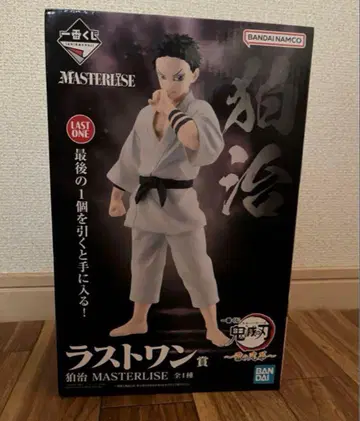 一番くじ
BANDAI NAMCO
MASTERLISE
狛治
LAST
ONE
最後の1個を引くと手に入る!
鬼滅の刃
ラストワン賞
狛治 MASTERLISE 全1種
BAN
DAI